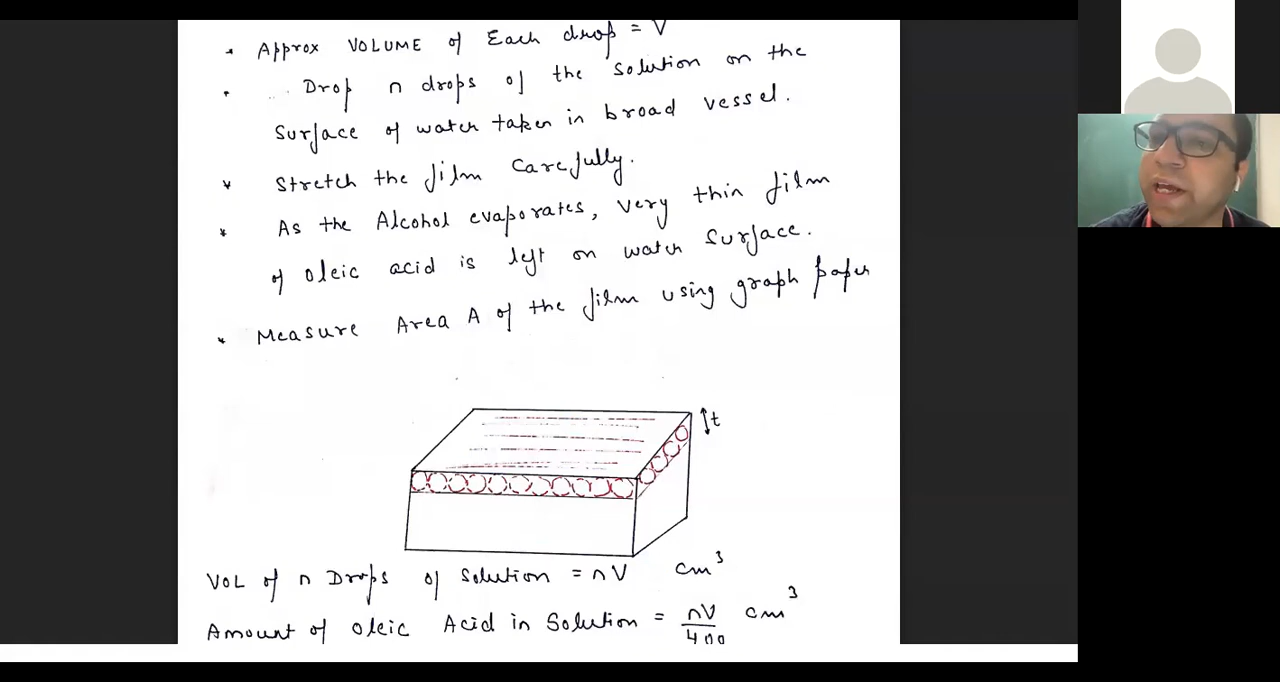 * Approx VOLUME of Each drop = V
Drop n drops of the solution on the
Surface of water taken in broad vessel.
* Stretch the film carefully.
* As the Alcohol evaporates, very thin film
of oleic acid is left on water surface.
* Measure Area A of the film using graph paper
t
VOL of n Drops of Solution = nV cm³
Amount of Oleic Acid in Solution = nV/400 cm³